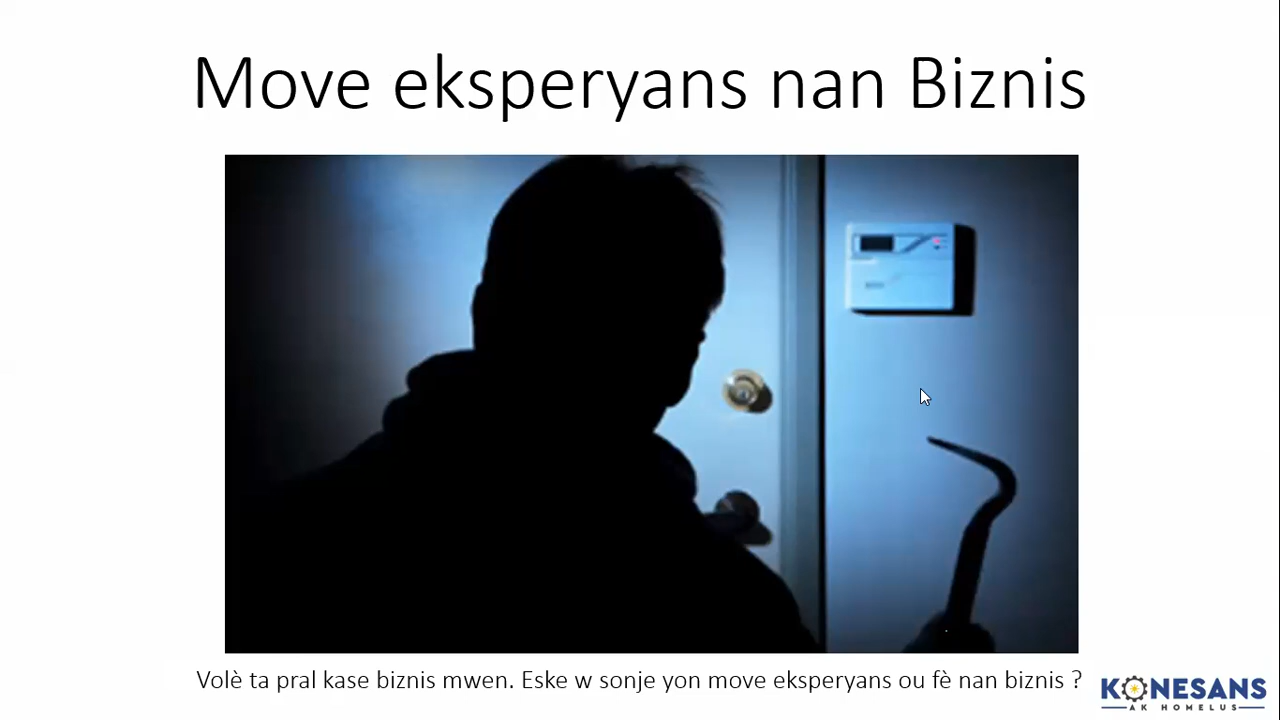 Move eksperyans nan Biznis
Volè ta pral kase biznis mwen. Eske w sonje yon move eksperyans ou fè nan biznis ?
KONESANS
AK HOMELUS